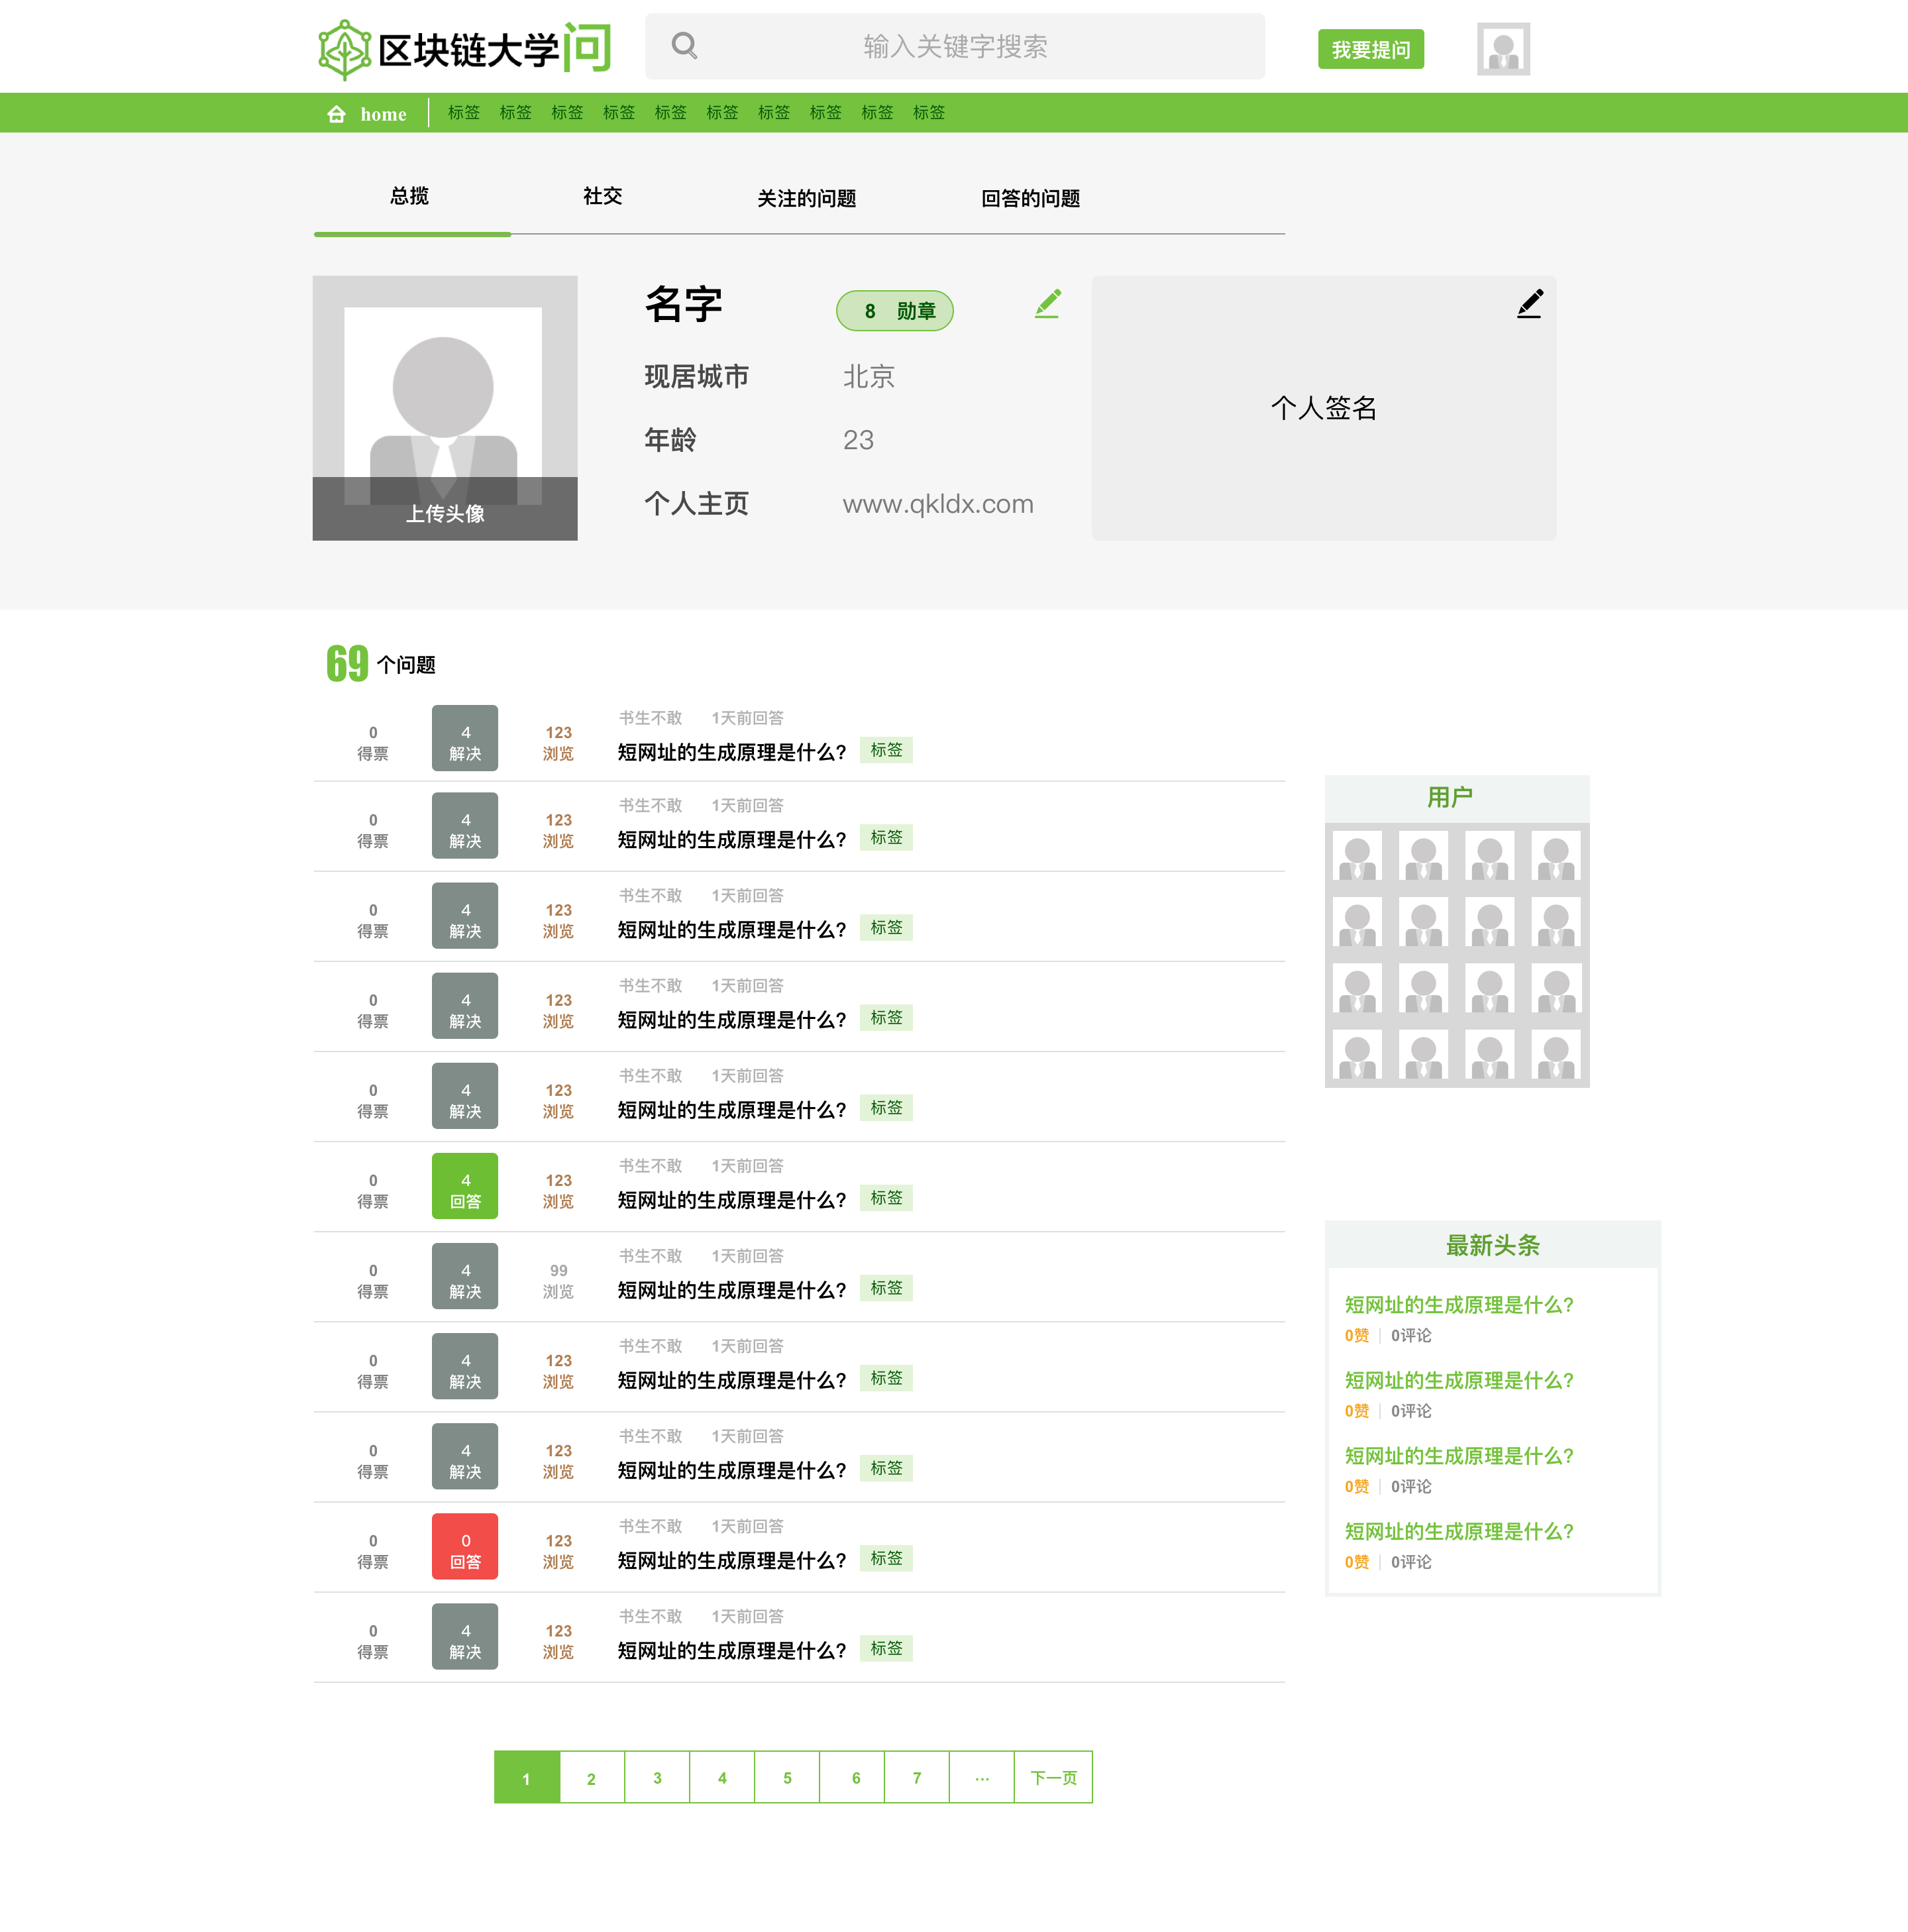 区块链大学问
输入关键字搜索
我要提问
home 标签 标签 标签 标签 标签 标签 标签 标签 标签 标签
总揽 社交 关注的问题 回答的问题
名字 8 勋章
现居城市 北京
年龄 23
个人主页 www.qkldx.com
上传头像
个人签名
69 个问题
书生不敢 1天前回答
0 得票 4 解决 123 浏览 短网址的生成原理是什么? 标签
书生不敢 1天前回答
0 得票 4 解决 123 浏览 短网址的生成原理是什么? 标签
书生不敢 1天前回答
0 得票 4 解决 123 浏览 短网址的生成原理是什么? 标签
书生不敢 1天前回答
0 得票 4 解决 123 浏览 短网址的生成原理是什么? 标签
书生不敢 1天前回答
0 得票 4 解决 123 浏览 短网址的生成原理是什么? 标签
书生不敢 1天前回答
0 得票 4 回答 123 浏览 短网址的生成原理是什么? 标签
书生不敢 1天前回答
0 得票 4 解决 99 浏览 短网址的生成原理是什么? 标签
书生不敢 1天前回答
0 得票 4 解决 123 浏览 短网址的生成原理是什么? 标签
书生不敢 1天前回答
0 得票 4 解决 123 浏览 短网址的生成原理是什么? 标签
书生不敢 1天前回答
0 得票 0 回答 123 浏览 短网址的生成原理是什么? 标签
书生不敢 1天前回答
0 得票 4 解决 123 浏览 短网址的生成原理是什么? 标签
用户
最新头条
短网址的生成原理是什么?
0赞 0评论
短网址的生成原理是什么?
0赞 0评论
短网址的生成原理是什么?
0赞 0评论
短网址的生成原理是什么?
0赞 0评论
1 2 3 4 5 6 7 ... 下一页